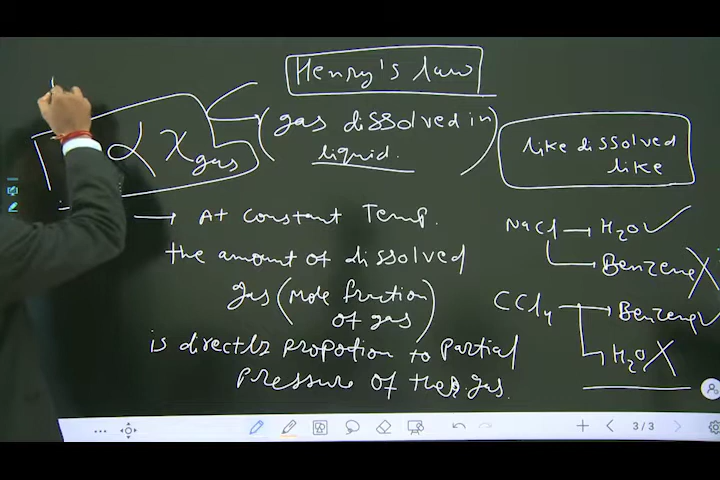 Henry's law
(gas dissolved in
liquid.)
α χgas
like dissolved
like
→ At constant Temp.
the amount of dissolved
gas (Mole fraction
of gas)
is directly propotion to partial
pressure of the gas.
NaCl → H2O ✓
→ Benzene X
CCl4 → Benzene ✓
H2O X
3/3